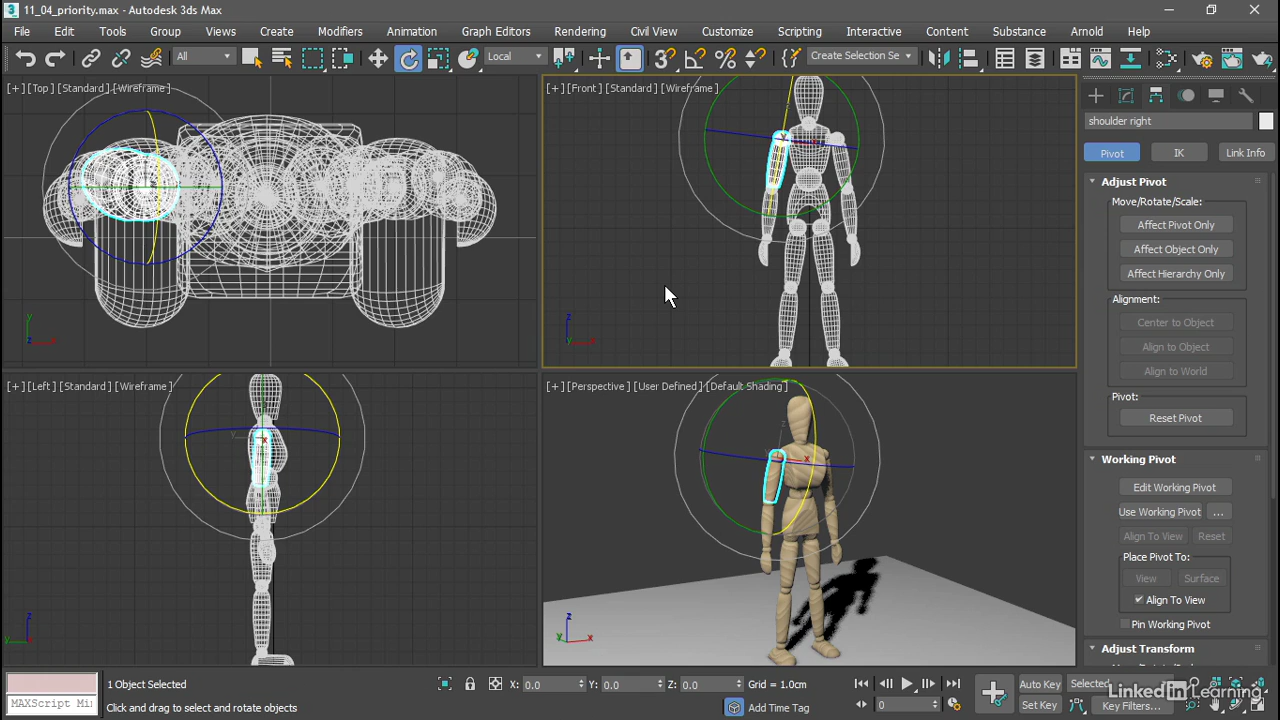 11_04_priority.max - Autodesk 3ds Max
File Edit Tools Group Views Create Modifiers Animation Graph Editors Rendering Civil View Customize Scripting Interactive Content Substance Arnold Help
All
Local
Create Selection Se
[+] [Top] [Standard] [Wireframe]
[+] [Front] [Standard] [Wireframe]
shoulder right
Pivot IK Link Info
Adjust Pivot
Move/Rotate/Scale:
Affect Pivot Only
Affect Object Only
Affect Hierarchy Only
Alignment:
Center to Object
Align to Object
Align to World
Pivot:
Reset Pivot
[+] [Left] [Standard] [Wireframe]
[+] [Perspective] [User Defined] [Default Shading]
Working Pivot
Edit Working Pivot
Use Working Pivot ...
Align To View Reset
Place Pivot To:
View Surface
Align To View
Pin Working Pivot
Adjust Transform
1 Object Selected
X: 0.0 Y: 0.0 Z: 0.0 Grid = 1.0cm
Auto Key Selected
LinkedIn Learning
MAXScript Mi
Click and drag to select and rotate objects
Add Time Tag
0
Set Key Key Filters...